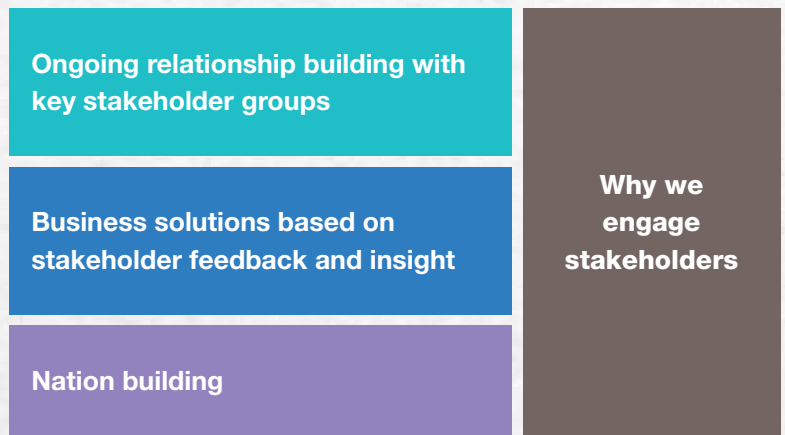 Ongoing relationship building with
key stakeholder groups
Business solutions based on
stakeholder feedback and insight
Nation building
Why we
engage
stakeholders